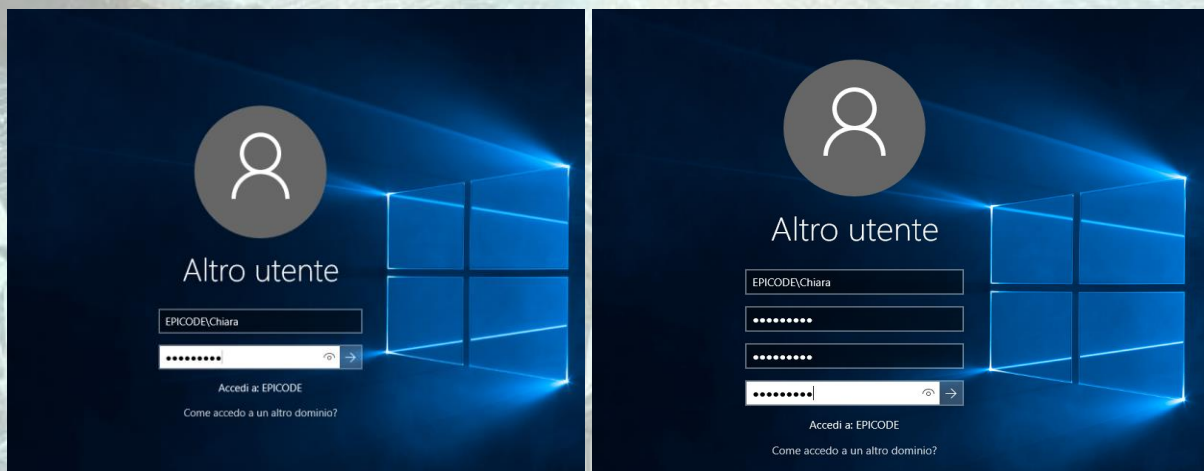 Altro utente
EPICODE\Chiara
•••••••••
Accedi a: EPICODE
Come accedo a un altro dominio?
Altro utente
EPICODE\Chiara
•••••••••
•••••••••
•••••••••
Accedi a: EPICODE
Come accedo a un altro dominio?